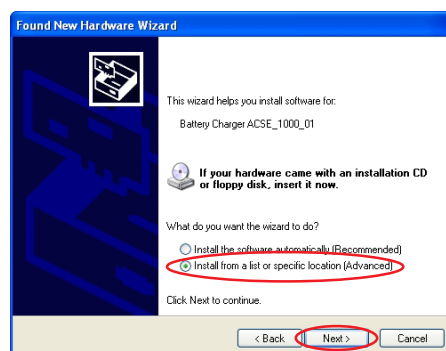 Found New Hardware Wizard
This wizard helps you install software for:
Battery Charger ACSE_1000_01
If your hardware came with an installation CD
or floppy disk, insert it now.
What do you want the wizard to do?
Install the software automatically (Recommended)
Install from a list or specific location (Advanced)
Click Next to continue.
< Back Next > Cancel